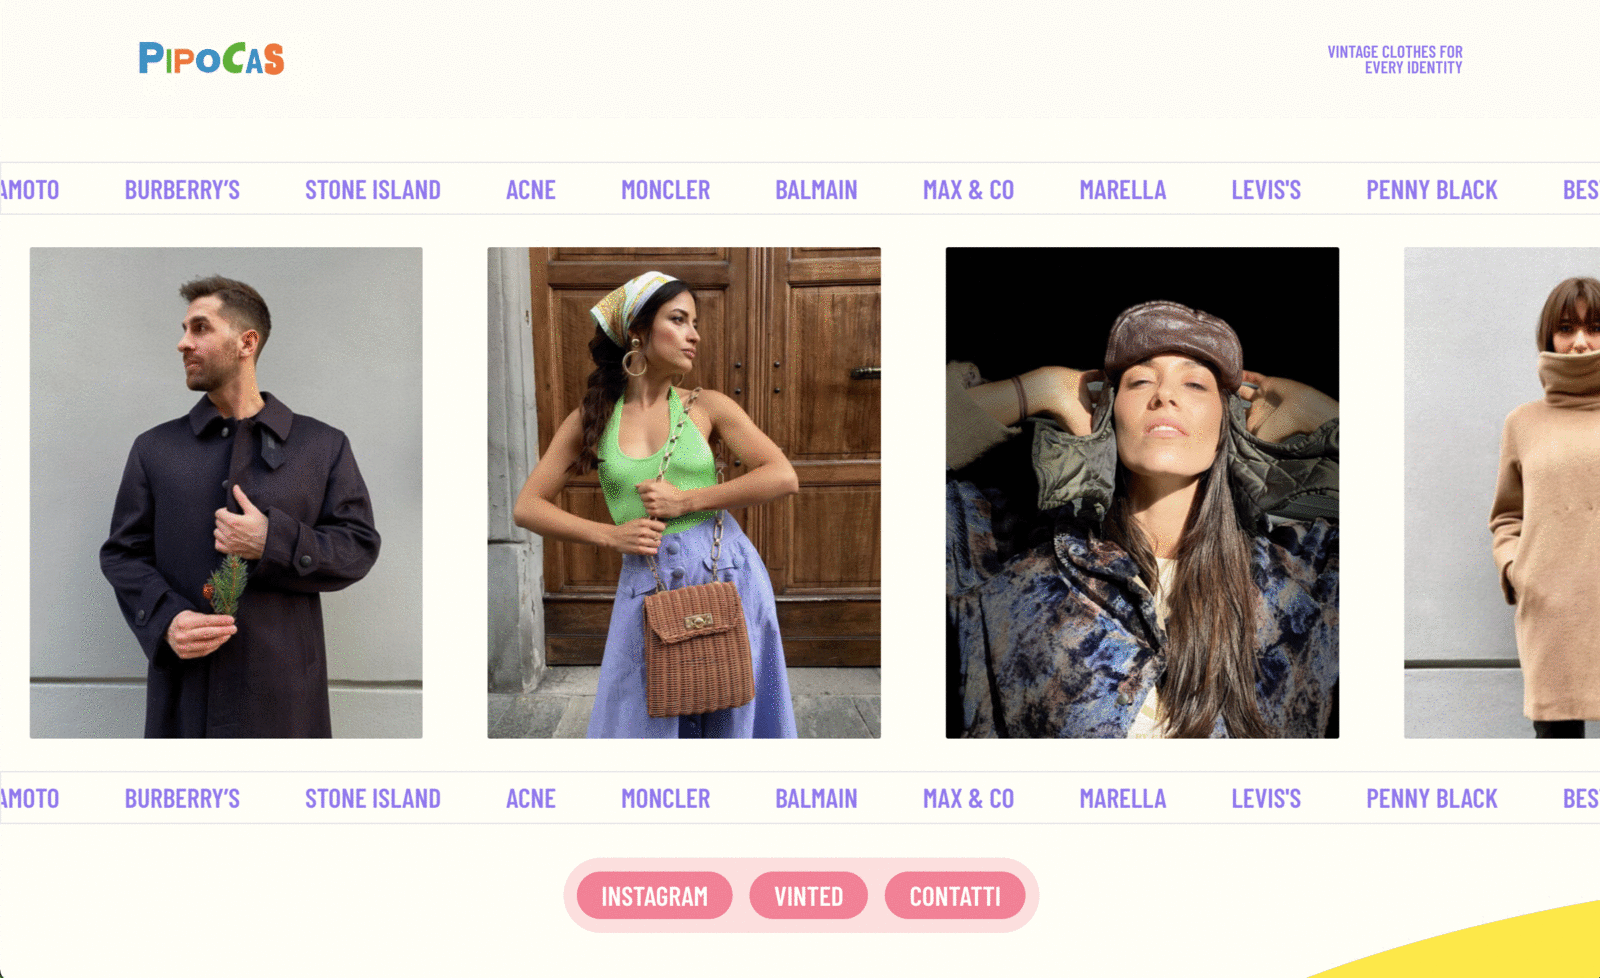 PIPOCAS
VINTAGE CLOTHES FOR
EVERY IDENTITY
AMOTO BURBERRY’S STONE ISLAND ACNE MONCLER BALMAIN MAX & CO MARELLA LEVIS'S PENNY BLACK BES
AMOTO BURBERRY’S STONE ISLAND ACNE MONCLER BALMAIN MAX & CO MARELLA LEVIS'S PENNY BLACK BES
INSTAGRAM VINTED CONTATTI